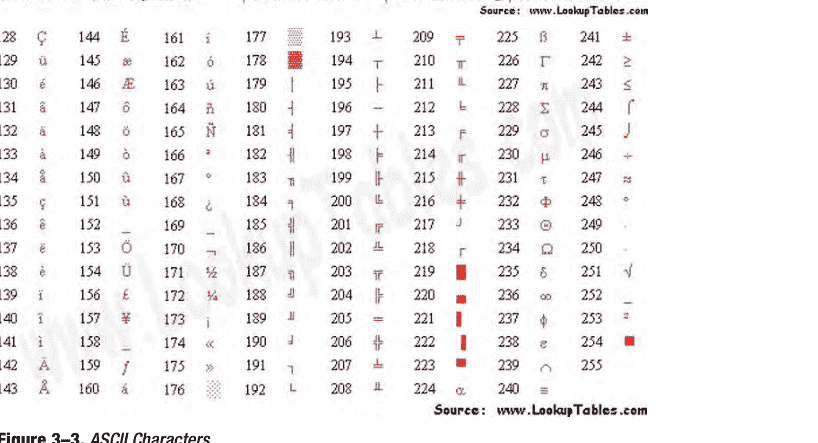 Source: www.LookupTables.com
128 Ç 144 É 161 í 177 ▒ 193 ┴ 209 ╤ 225 ß 241 ±
129 ü 145 æ 162 ó 178 ▓ 194 ┬ 210 ╥ 226 Γ 242 ≥
130 é 146 Æ 163 ú 179 │ 195 ├ 211 ╙ 227 π 243 ≤
131 â 147 ô 164 ñ 180 ┤ 196 ─ 212 ╘ 228 Σ 244 ⌠
132 ä 148 ö 165 Ñ 181 ╡ 197 ┼ 213 ╒ 229 σ 245 ⌡
133 à 149 ò 166 ª 182 ╢ 198 ╞ 214 ╓ 230 µ 246 ÷
134 å 150 û 167 º 183 ╖ 199 ╟ 215 ╫ 231 τ 247 ≈
135 ç 151 ù 168 ¿ 184 ╕ 200 ╚ 216 ╪ 232 Φ 248 °
136 ê 152 _ 169 _ 185 ╣ 201 ╔ 217 ┘ 233 Θ 249 ∙
137 ë 153 Ö 170 ¬ 186 ║ 202 ╩ 218 ┌ 234 Ω 250 ·
138 è 154 Ü 171 ½ 187 ╗ 203 ╦ 219 █ 235 δ 251 √
139 ï 156 £ 172 ¼ 188 ╝ 204 ╠ 220 ▄ 236 ∞ 252 _
140 î 157 ¥ 173 ¡ 189 ╜ 205 ═ 221 ▌ 237 φ 253 ²
141 ì 158 _ 174 « 190 ╛ 206 ╬ 222 ▐ 238 ε 254 ■
142 Ä 159 ƒ 175 » 191 ┐ 207 ╧ 223 ▀ 239 ∩ 255
143 Å 160 á 176 ░ 192 └ 208 ╨ 224 α 240 ≡
Source: www.LookupTables.com
Figure 3–3. ASCII Characters